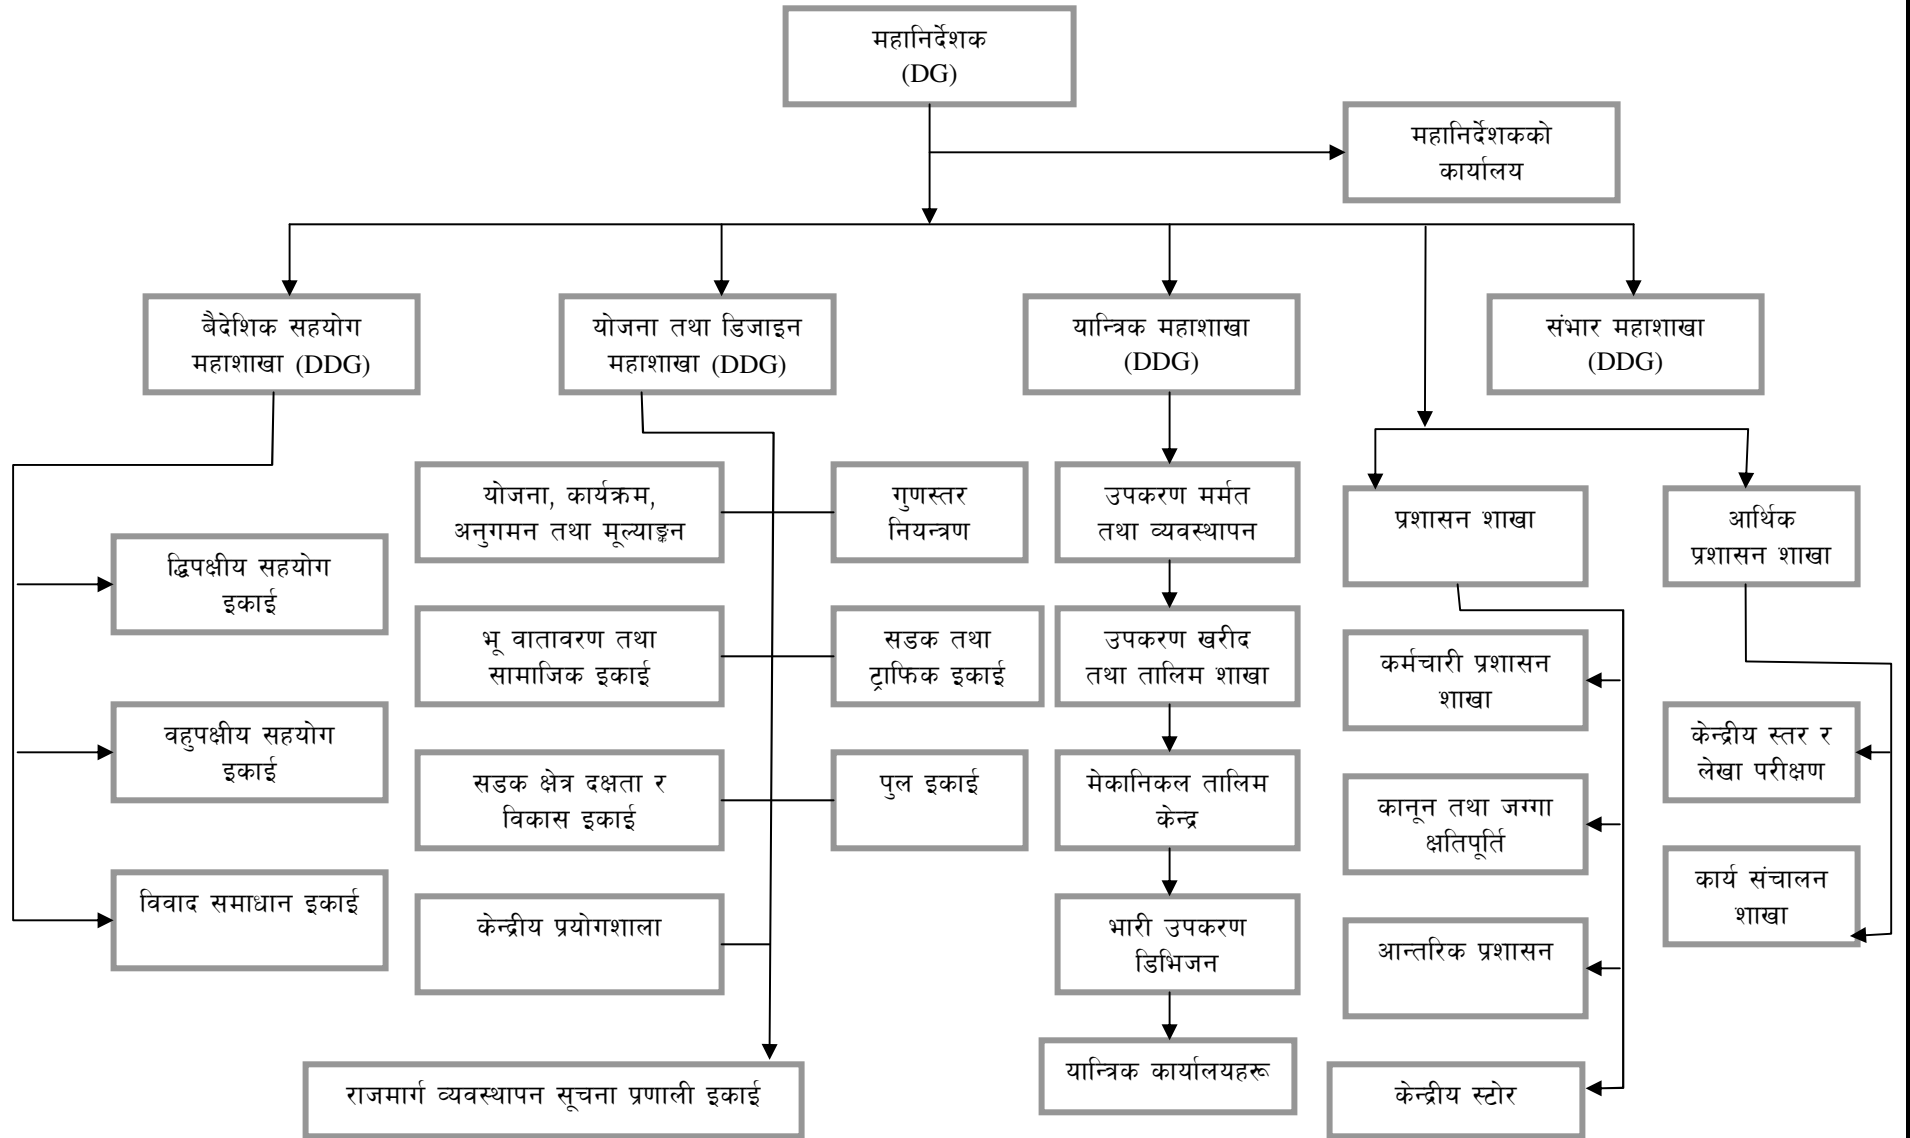 महानिर्देशक
(DG)
महानिर्देशकको
कार्यालय
बैदेशिक सहयोग
महाशाखा (DDG)
योजना तथा डिजाइन
महाशाखा (DDG)
यान्त्रिक महाशाखा
(DDG)
संभार महाशाखा
(DDG)
योजना, कार्यक्रम,
अनुगमन तथा मूल्याङ्कन
गुणस्तर
नियन्त्रण
उपकरण मर्मत
तथा व्यवस्थापन
प्रशासन शाखा
आर्थिक
प्रशासन शाखा
द्धिपक्षीय सहयोग
इकाई
भू वातावरण तथा
सामाजिक इकाई
सडक तथा
ट्राफिक इकाई
उपकरण खरीद
तथा तालिम शाखा
कर्मचारी प्रशासन
शाखा
वहुपक्षीय सहयोग
इकाई
सडक क्षेत्र दक्षता र
विकास इकाई
पुल इकाई
मेकानिकल तालिम
केन्द्र
कानून तथा जग्गा
क्षतिपूर्ति
केन्द्रीय स्तर र
लेखा परीक्षण
विवाद समाधान इकाई
केन्द्रीय प्रयोगशाला
भारी उपकरण
डिभिजन
आन्तरिक प्रशासन
कार्य संचालन
शाखा
राजमार्ग व्यवस्थापन सूचना प्रणाली इकाई
यान्त्रिक कार्यालयहरू
केन्द्रीय स्टोर